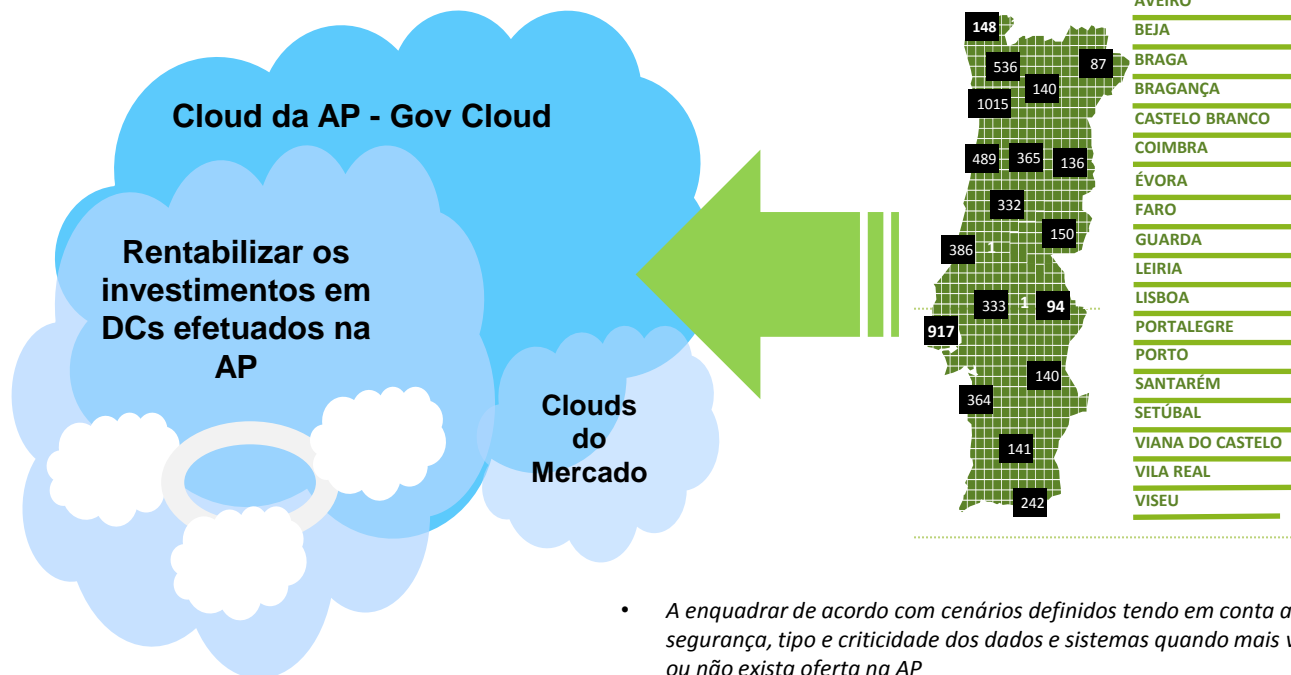 Cloud da AP - Gov Cloud
Rentabilizar os
investimentos em
DCs efetuados na
AP
Clouds
do
Mercado
148
536
87
140
1015
489
365
136
332
150
386
1
333
1
94
917
140
364
141
242
AVEIRO
BEJA
BRAGA
BRAGANÇA
CASTELO BRANCO
COIMBRA
ÉVORA
FARO
GUARDA
LEIRIA
LISBOA
PORTALEGRE
PORTO
SANTARÉM
SETÚBAL
VIANA DO CASTELO
VILA REAL
VISEU
• A enquadrar de acordo com cenários definidos tendo em conta a
segurança, tipo e criticidade dos dados e sistemas quando mais v
ou não exista oferta na AP